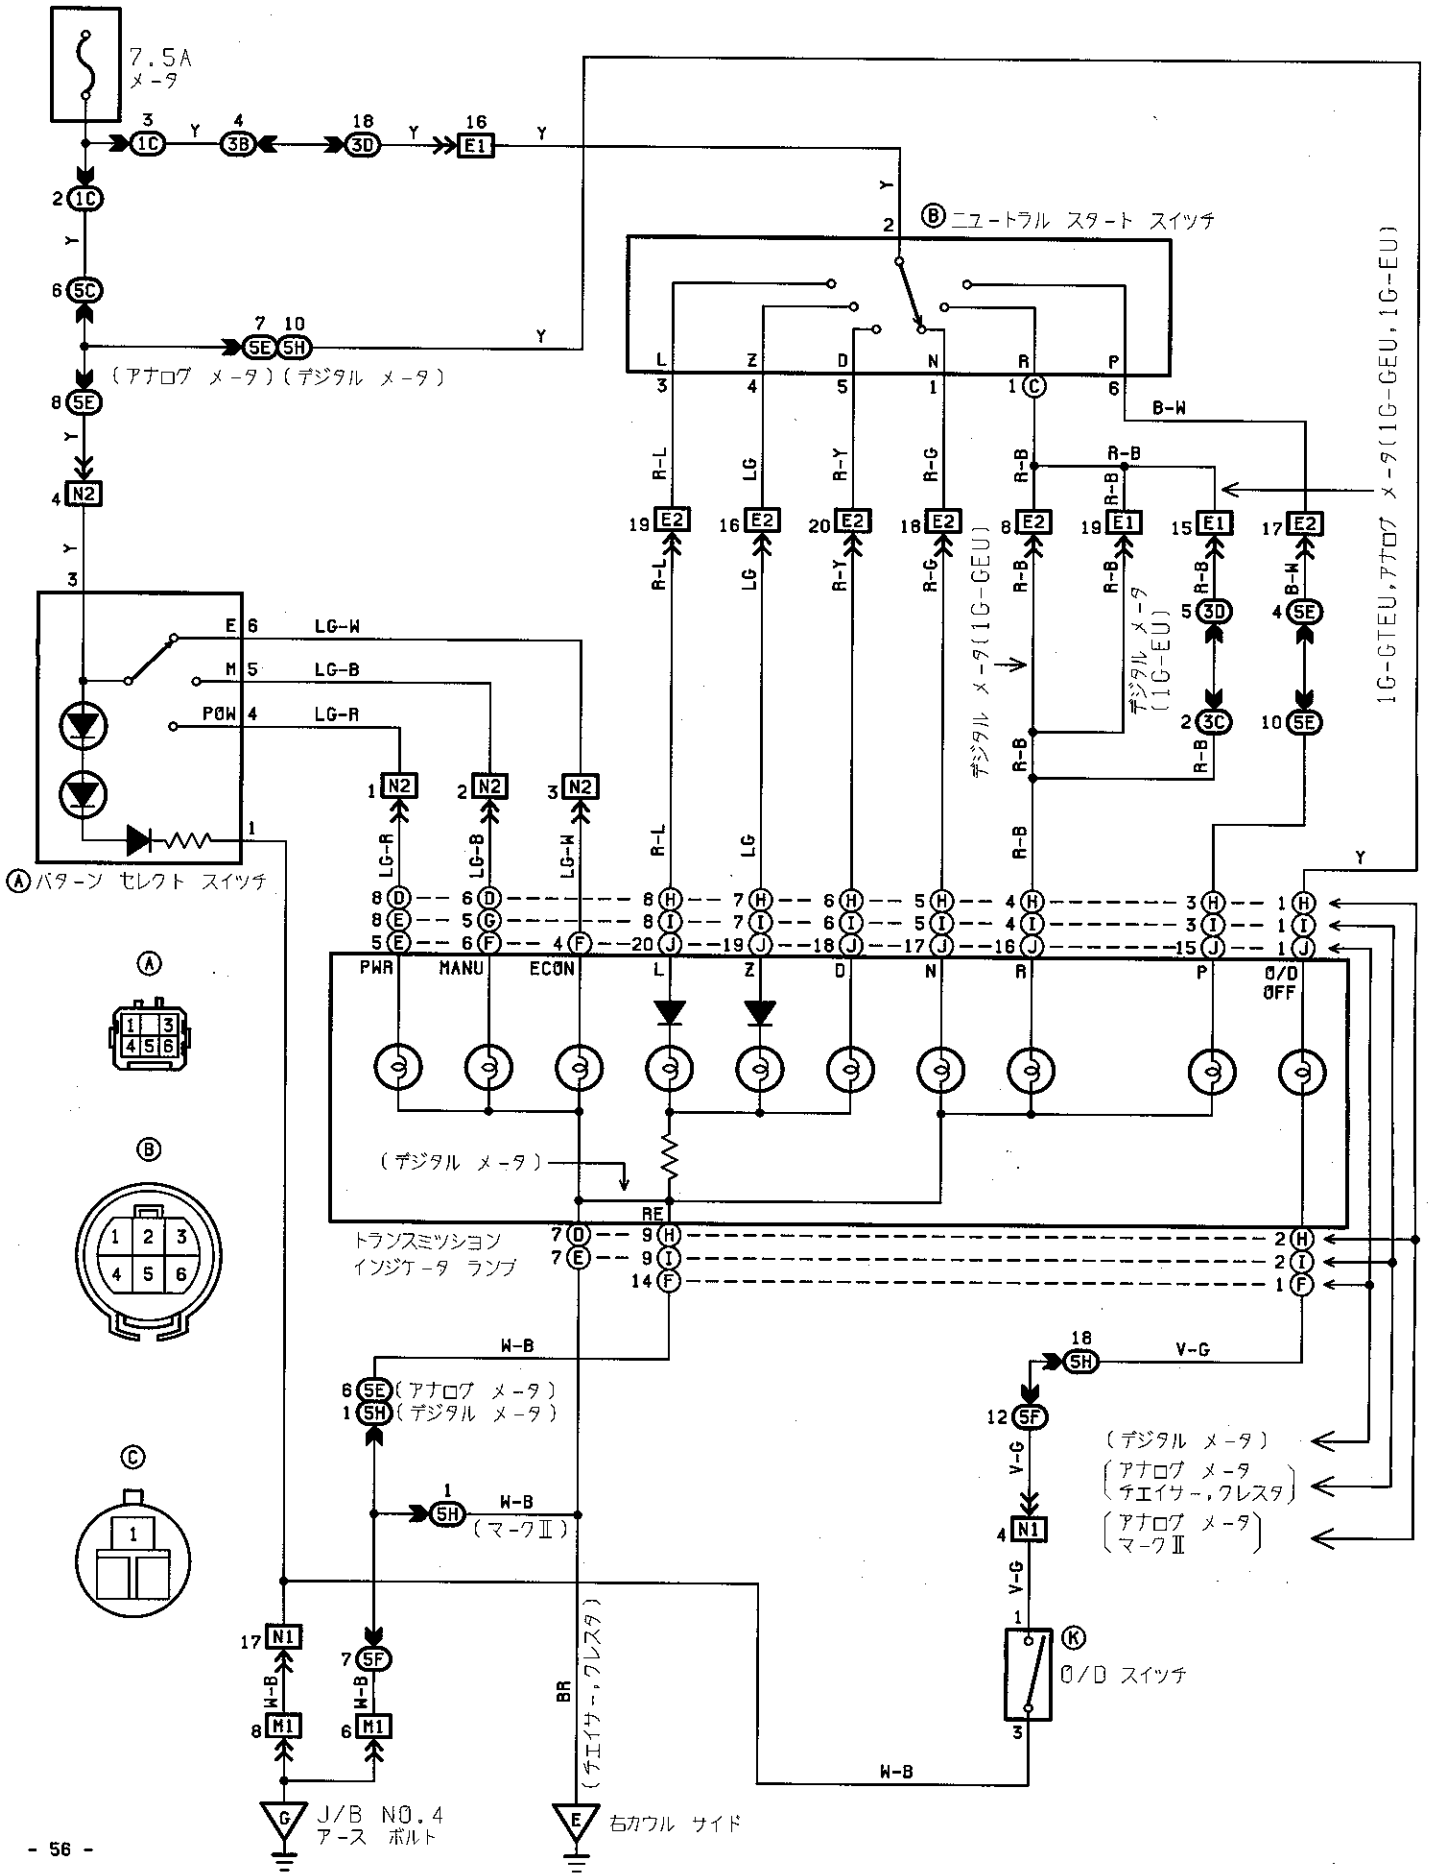 7.5A
メータ
3
1C
Y
4
3B
18
3D
Y
16
E1
Y
2
1C
Y
Y
2
B ニュートラル スタート スイッチ
6
5C
7 10
5E 5H
Y
(アナログ メータ)(デジタル メータ)
8
5E
Y
4
N2
Y
3
L Z D N R P
3 4 5 1 1 C 6
B-W
R-L LG R-Y R-G R-B R-B R-B
19 E2 16 E2 20 E2 18 E2 8 E2 19 E1 15 E1 17 E2
R-L LG R-Y R-G R-B R-B R-B B-W
デジタル メータ(1G-GEU)
デジタル メータ
(1G-EU)
1G-GTEU,アナログ メータ(1G-GEU,1G-EU)
5 3D 4 5E
2 3C 10 5E
R-B R-B
E 6 LG-W
M 5 LG-B
PØW 4 LG-R
1
A パターン セレクト スイッチ
1 N2 2 N2 3 N2
LG-R LG-B LG-W R-L LG R-B Y
8 D 6 D 8 H 7 H 6 H 5 H 4 H 3 H 1 H
8 E 5 G 8 I 7 I 6 I 5 I 4 I 3 I 1 I
5 E 6 F 4 F 20 J 19 J 18 J 17 J 16 J 15 J 1 J
PWR MANU ECØN L Z D N R P Ø/D
ØFF
A
1 3
4 5 6
B
1 2 3
4 5 6
C
1
(デジタル メータ)
RE
トランスミッション
インジケータ ランプ
7 D 9 H 2 H
7 E 9 I 2 I
14 F 1 F
W-B
6 5E (アナログ メータ)
1 5H (デジタル メータ)
1
5H
W-B
(マークⅡ)
18
5H
V-G
12 5F
V-G
4 N1
V-G
1
K
Ø/D スイッチ
3
(デジタル メータ)
(アナログ メータ
チェイサー,クレスタ)
(アナログ メータ
マークⅡ)
17 N1
W-B
8 M1
7 5F
W-B
6 M1
BR
(チェイサー,クレスタ)
W-B
G
J/B NØ.4
アース ボルト
E
右カウル サイド
- 56 -